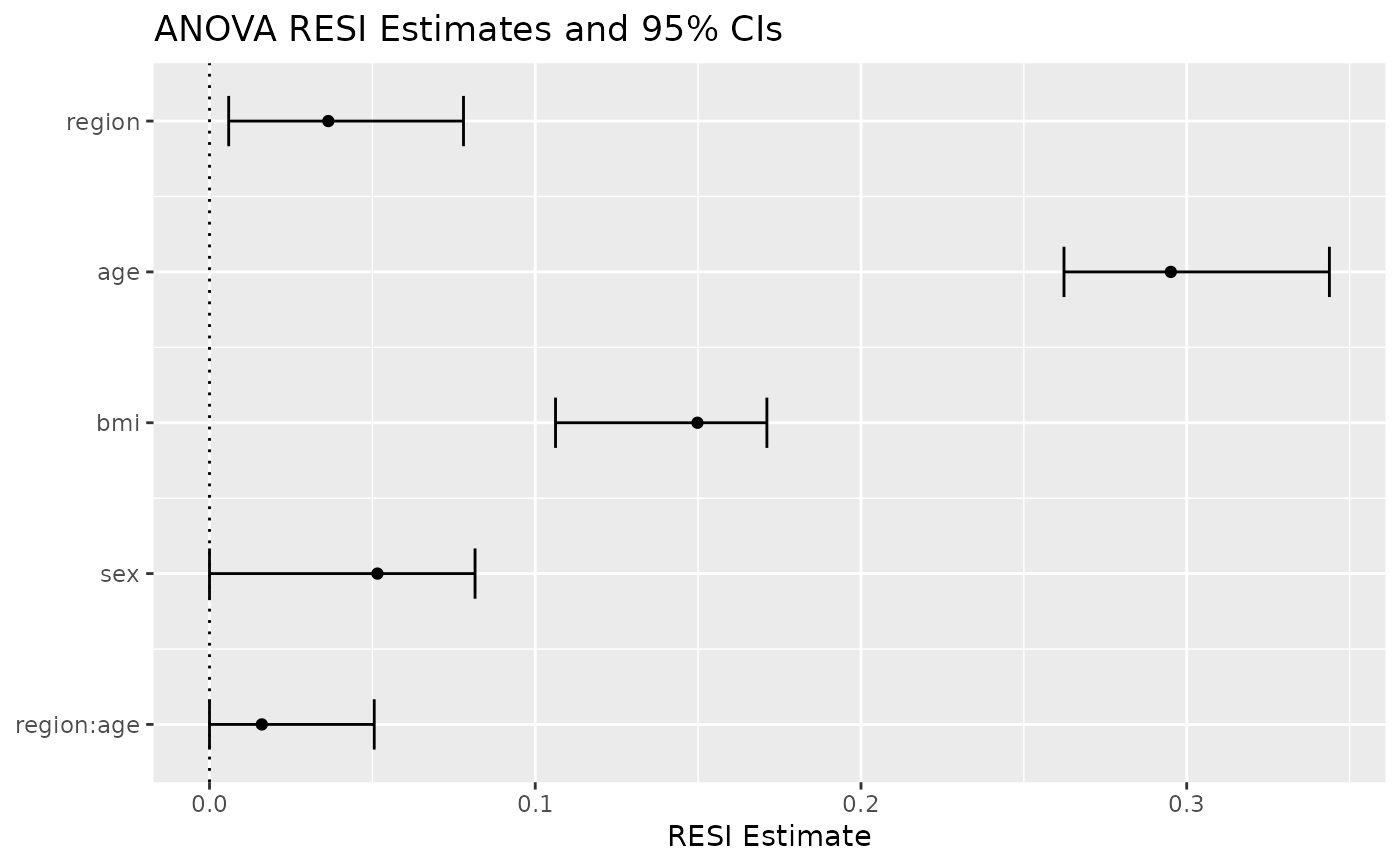 ANOVA RESI Estimates and 95% CIs
region
age
bmi
sex
region:age
0.0 0.1 0.2 0.3
RESI Estimate